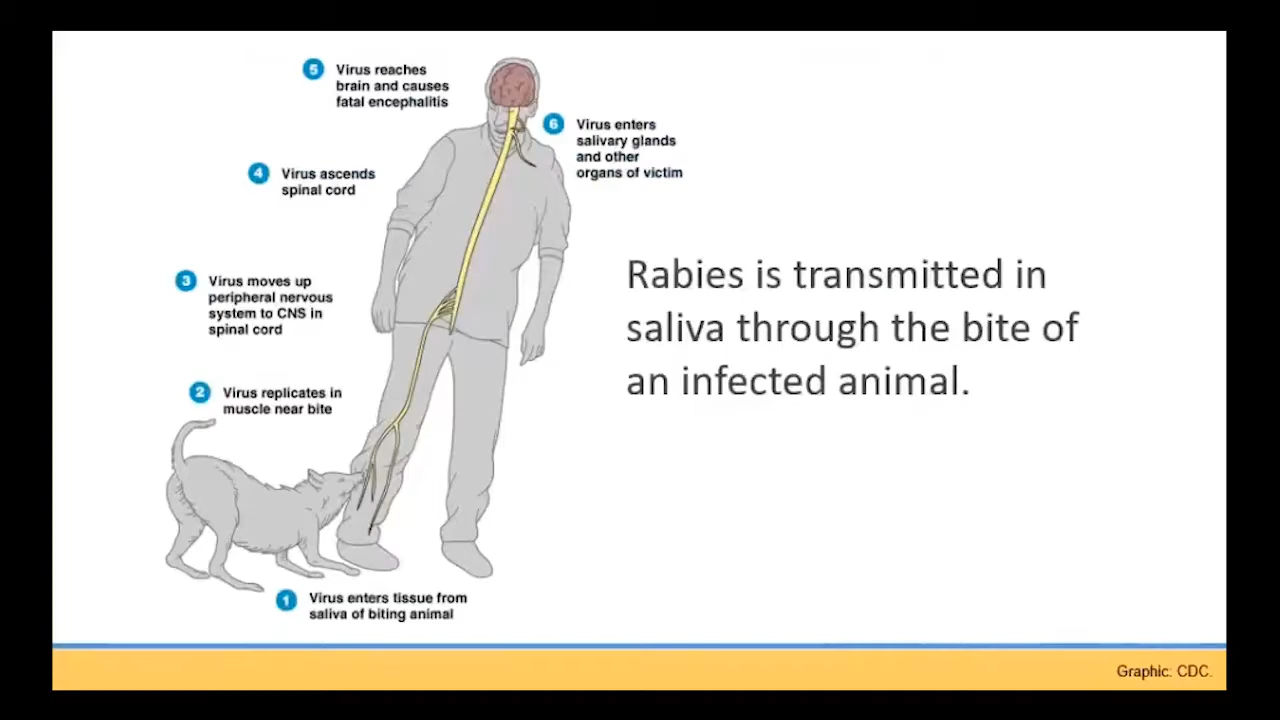 5 Virus reaches
brain and causes
fatal encephalitis
6 Virus enters
salivary glands
and other
organs of victim
4 Virus ascends
spinal cord
3 Virus moves up
peripheral nervous
system to CNS in
spinal cord
2 Virus replicates in
muscle near bite
1 Virus enters tissue from
saliva of biting animal
Rabies is transmitted in
saliva through the bite of
an infected animal.
Graphic: CDC.